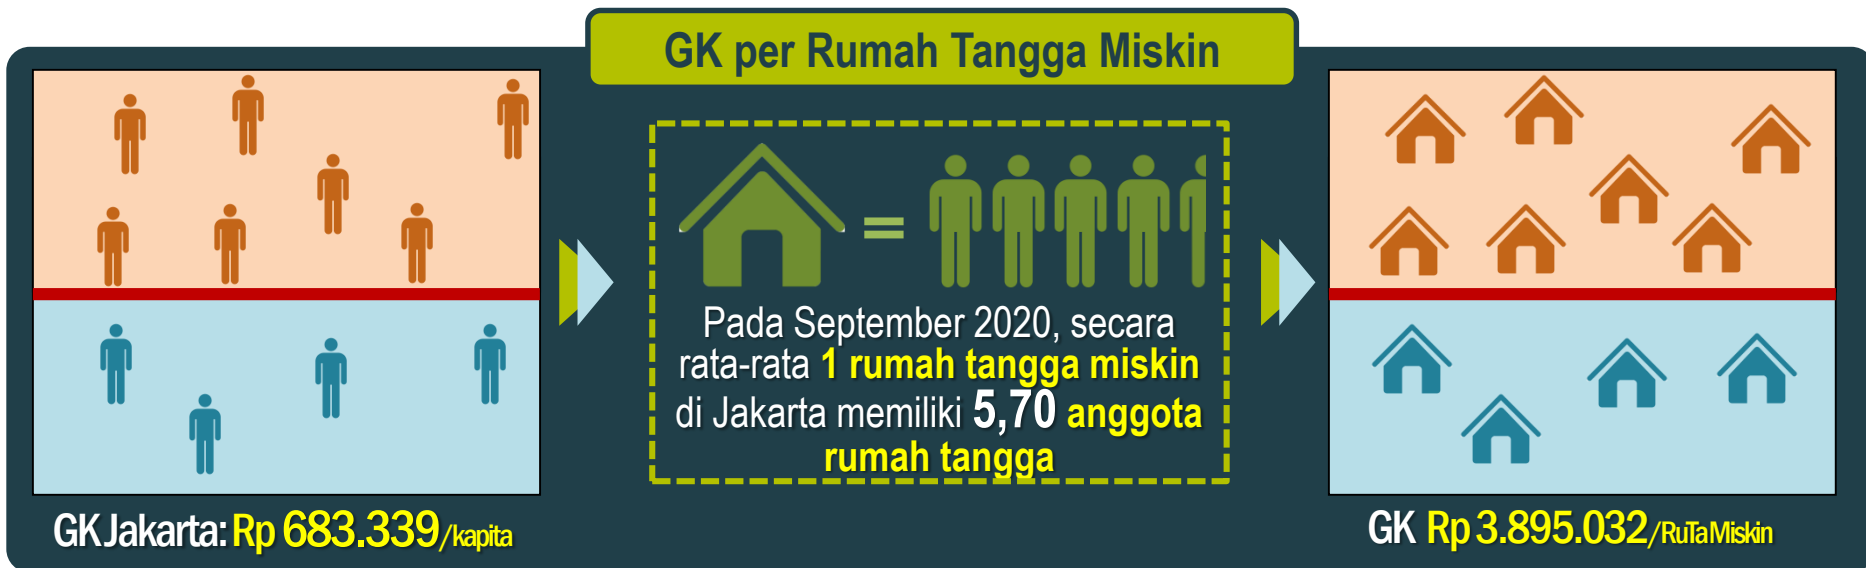 GK per Rumah Tangga Miskin
=
Pada September 2020, secara
rata-rata 1 rumah tangga miskin
di Jakarta memiliki 5,70 anggota
rumah tangga
GK Jakarta: Rp 683.339/kapita
GK Rp 3.895.032/RuTa Miskin